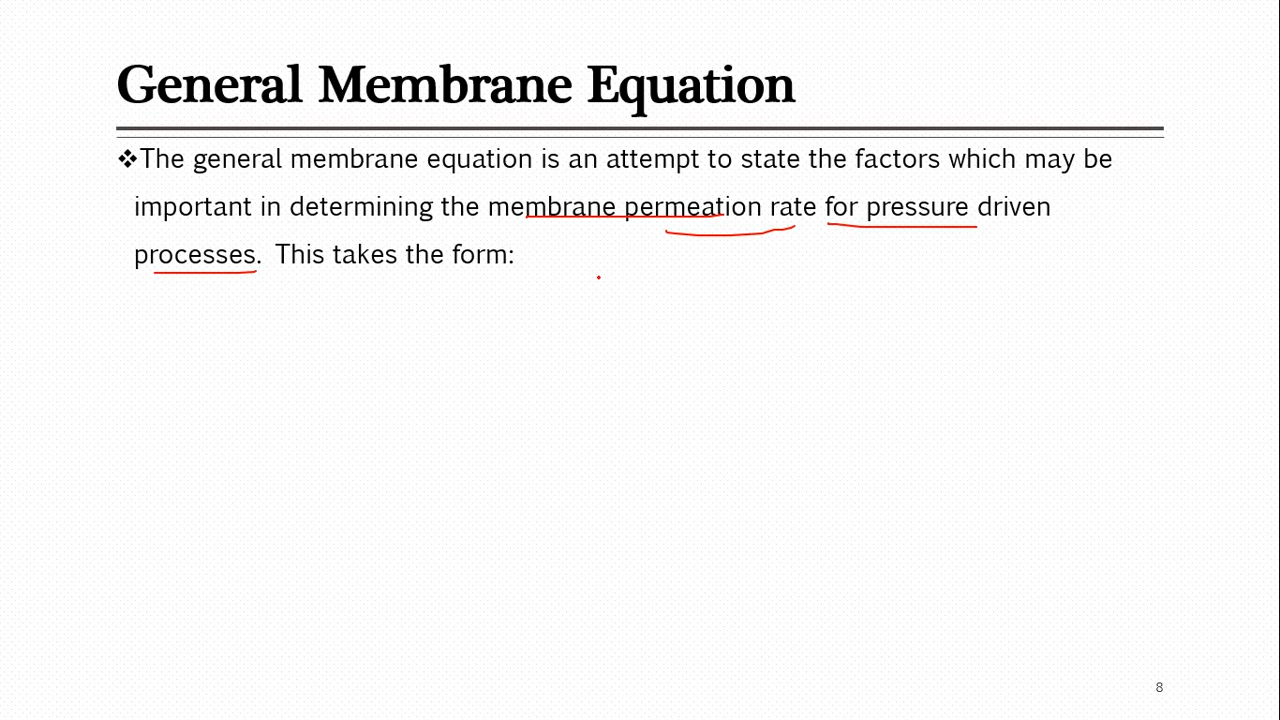 General Membrane Equation
❖The general membrane equation is an attempt to state the factors which may be
important in determining the membrane permeation rate for pressure driven
processes. This takes the form:
8